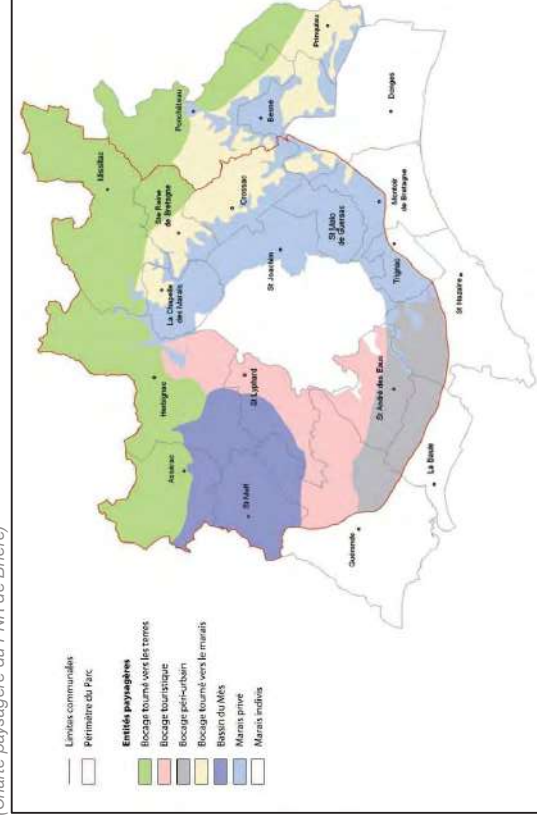 (Charte paysagère du PNR de Brière)
Limites communales
Périmètre du Parc
Entités paysagères
Bocage tourné vers les terres
Bocage touristique
Bocage péri-urbain
Bocage tourné vers le marais
Bassin du Mès
Marais privé
Marais indivis
Missillac
Pontchâteau
Ste Reine
de Bretagne
Prinquiau
Besné
Crossac
Donges
Herbignac
La Chapelle
des Marais
Assérac
St Joachim
St Malo
de Guersac
Montoir
de Bretagne
St Lyphard
Trignac
St Molf
St Nazaire
St André des Eaux
Guérande
La Baule